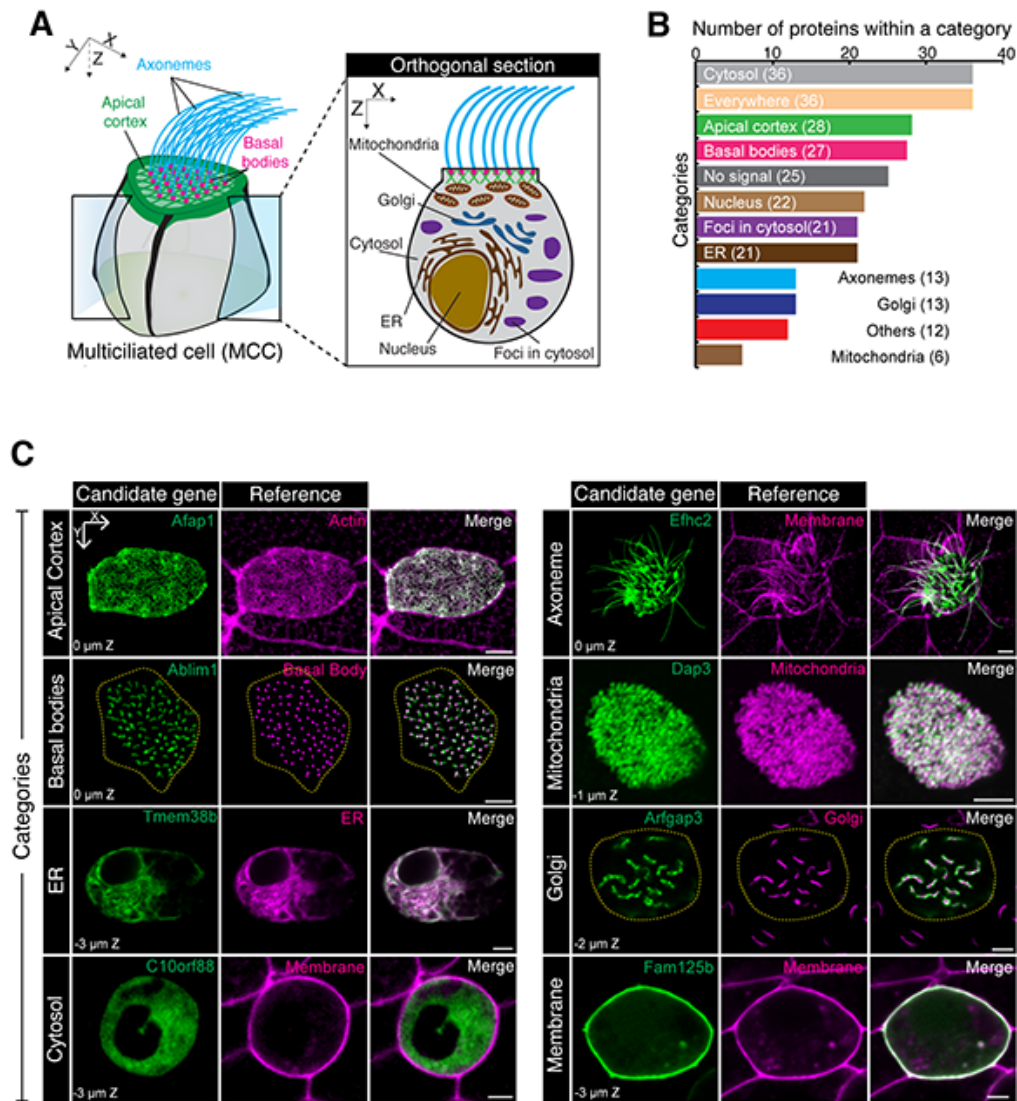 A
Y
X
Z
Axonemes
Apical
cortex
Basal
bodies
Multiciliated cell (MCC)
Orthogonal section
X
Z
Mitochondria
Golgi
Cytosol
ER
Nucleus
Foci in cytosol
B
Number of proteins within a category
0 10 20 30 40
Categories
Cytosol (36)
Everywhere (36)
Apical cortex (28)
Basal bodies (27)
No signal (25)
Nucleus (22)
Foci in cytosol(21)
ER (21)
Axonemes (13)
Golgi (13)
Others (12)
Mitochondria (6)
C
Categories
Candidate gene Reference
Apical Cortex
X
Y
Afap1 Actin Merge
0 µm Z
Basal bodies
Ablim1 Basal Body Merge
0 µm Z
ER
Tmem38b ER Merge
-3 µm Z
Cytosol
C10orf88 Membrane Merge
-3 µm Z
Candidate gene Reference
Axoneme
Efhc2 Membrane Merge
0 µm Z
Mitochondria
Dap3 Mitochondria Merge
-1 µm Z
Golgi
Arfgap3 Golgi Merge
-2 µm Z
Membrane
Fam125b Membrane Merge
-3 µm Z